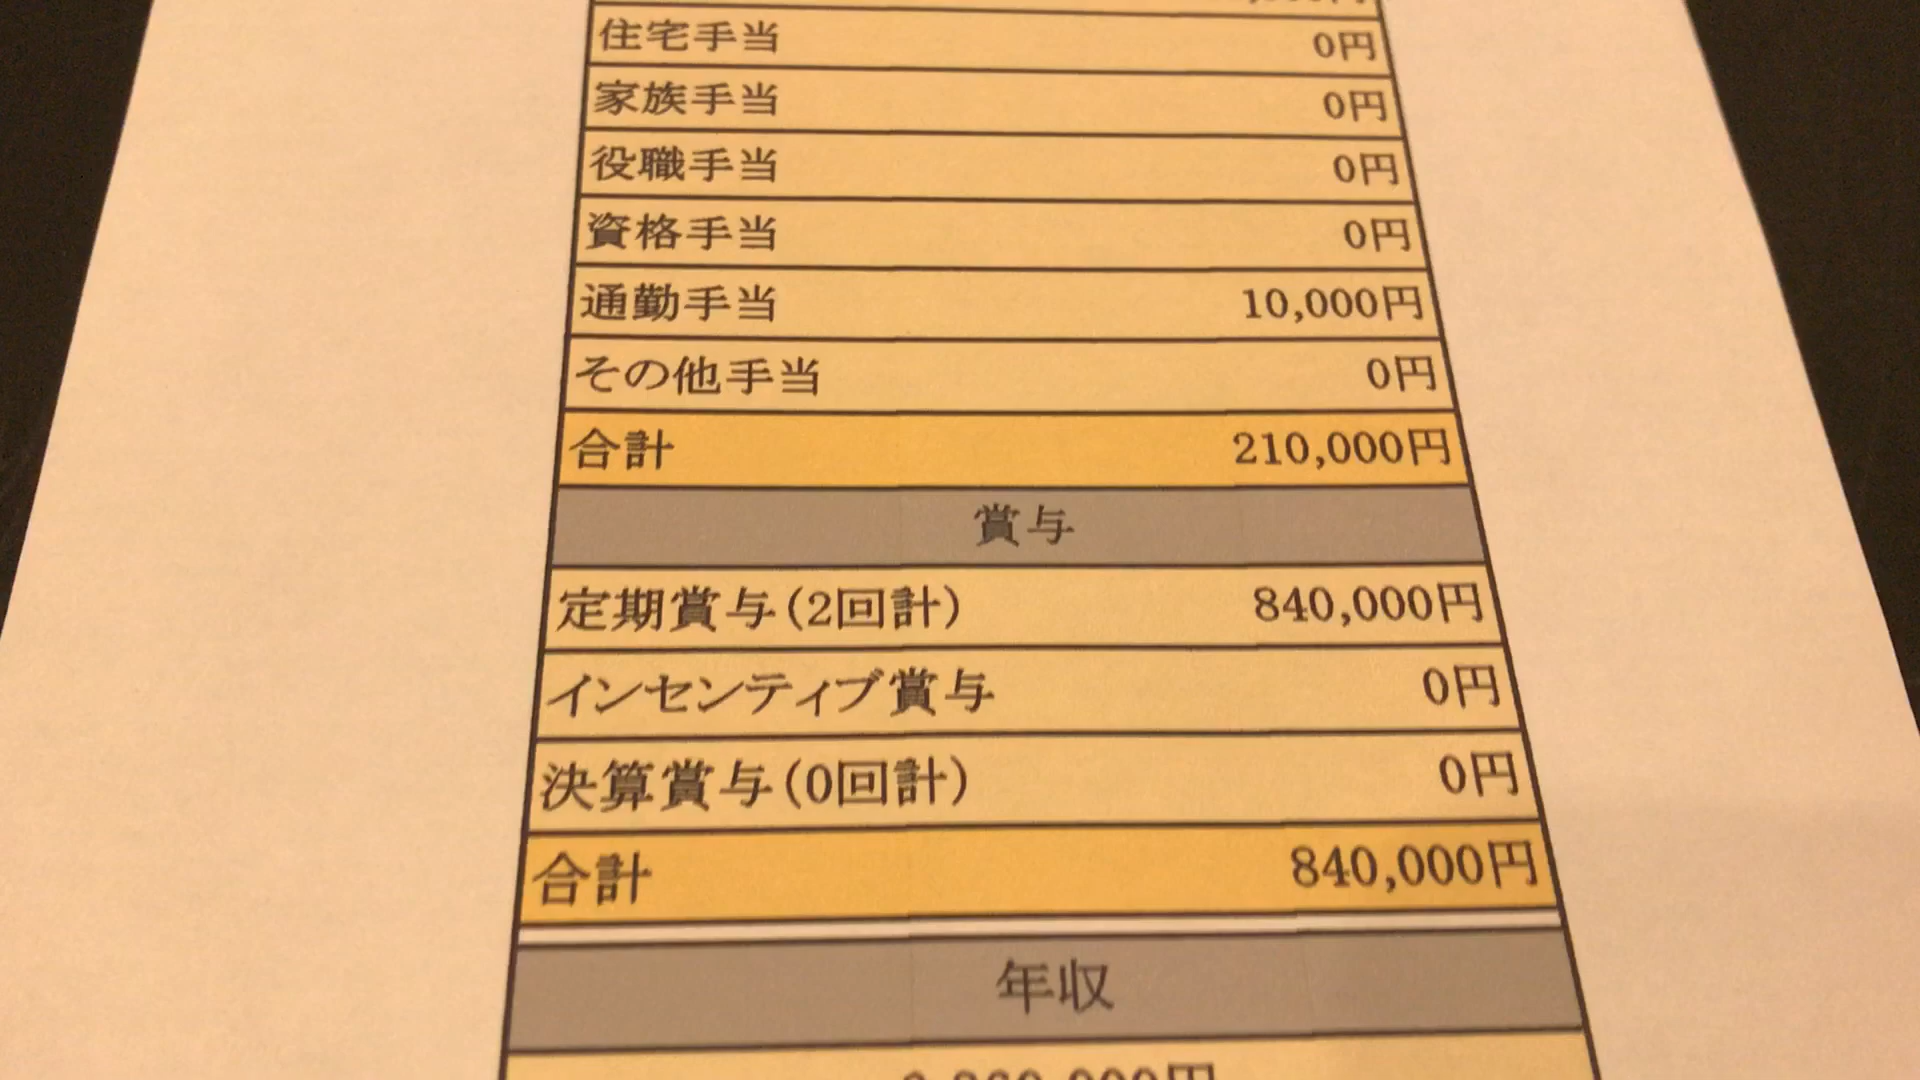 住宅手当 0円
家族手当 0円
役職手当 0円
資格手当 0円
通勤手当 10,000円
その他手当 0円
合計 210,000円
賞与
定期賞与(2回計) 840,000円
インセンティブ賞与 0円
決算賞与(0回計) 0円
合計 840,000円
年収